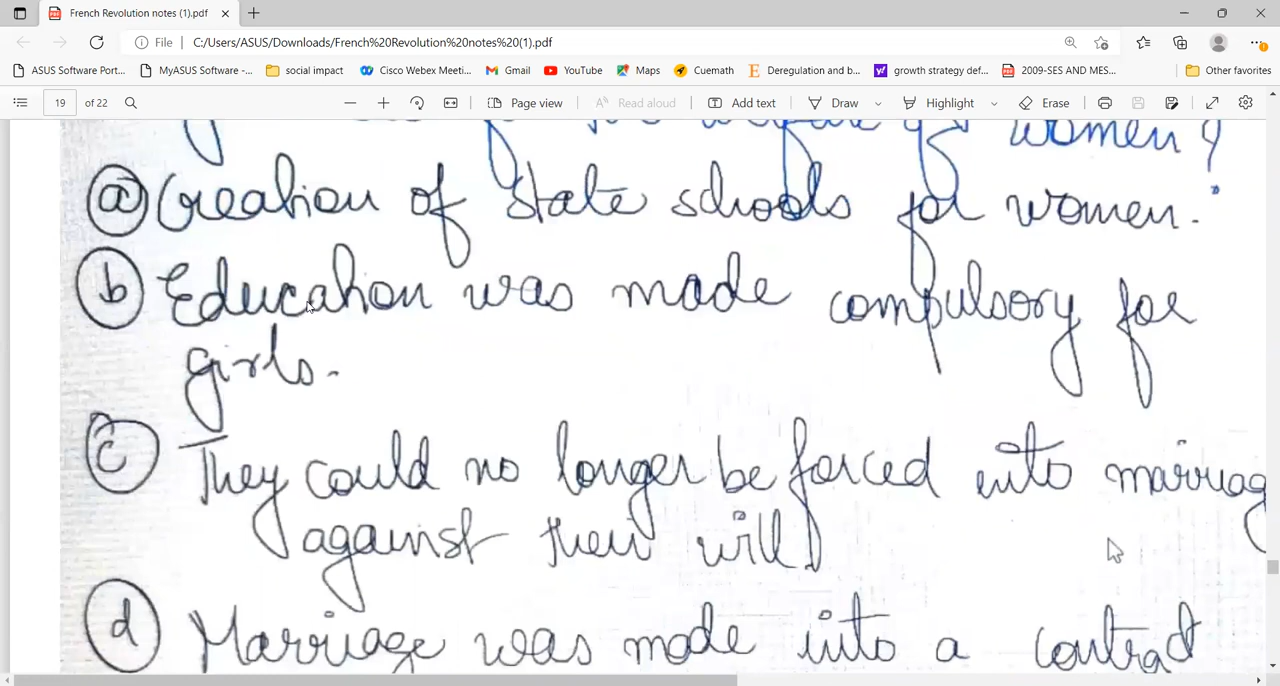 French Revolution notes (1).pdf
File C:/Users/ASUS/Downloads/French%20Revolution%20notes%20(1).pdf
ASUS Software Port... MyASUS Software -... social impact Cisco Webex Meeti... Gmail YouTube Maps Cuemath Deregulation and b... growth strategy def... 2009-SES AND MES... Other favorites
19 of 22 Page view Read aloud Add text Draw Highlight Erase
women?
(a) Creation of state schools for women.
(b) Education was made compulsory for
girls.
(c) They could no longer be forced into marriag
against their will.
(d) Marriage was made into a contract